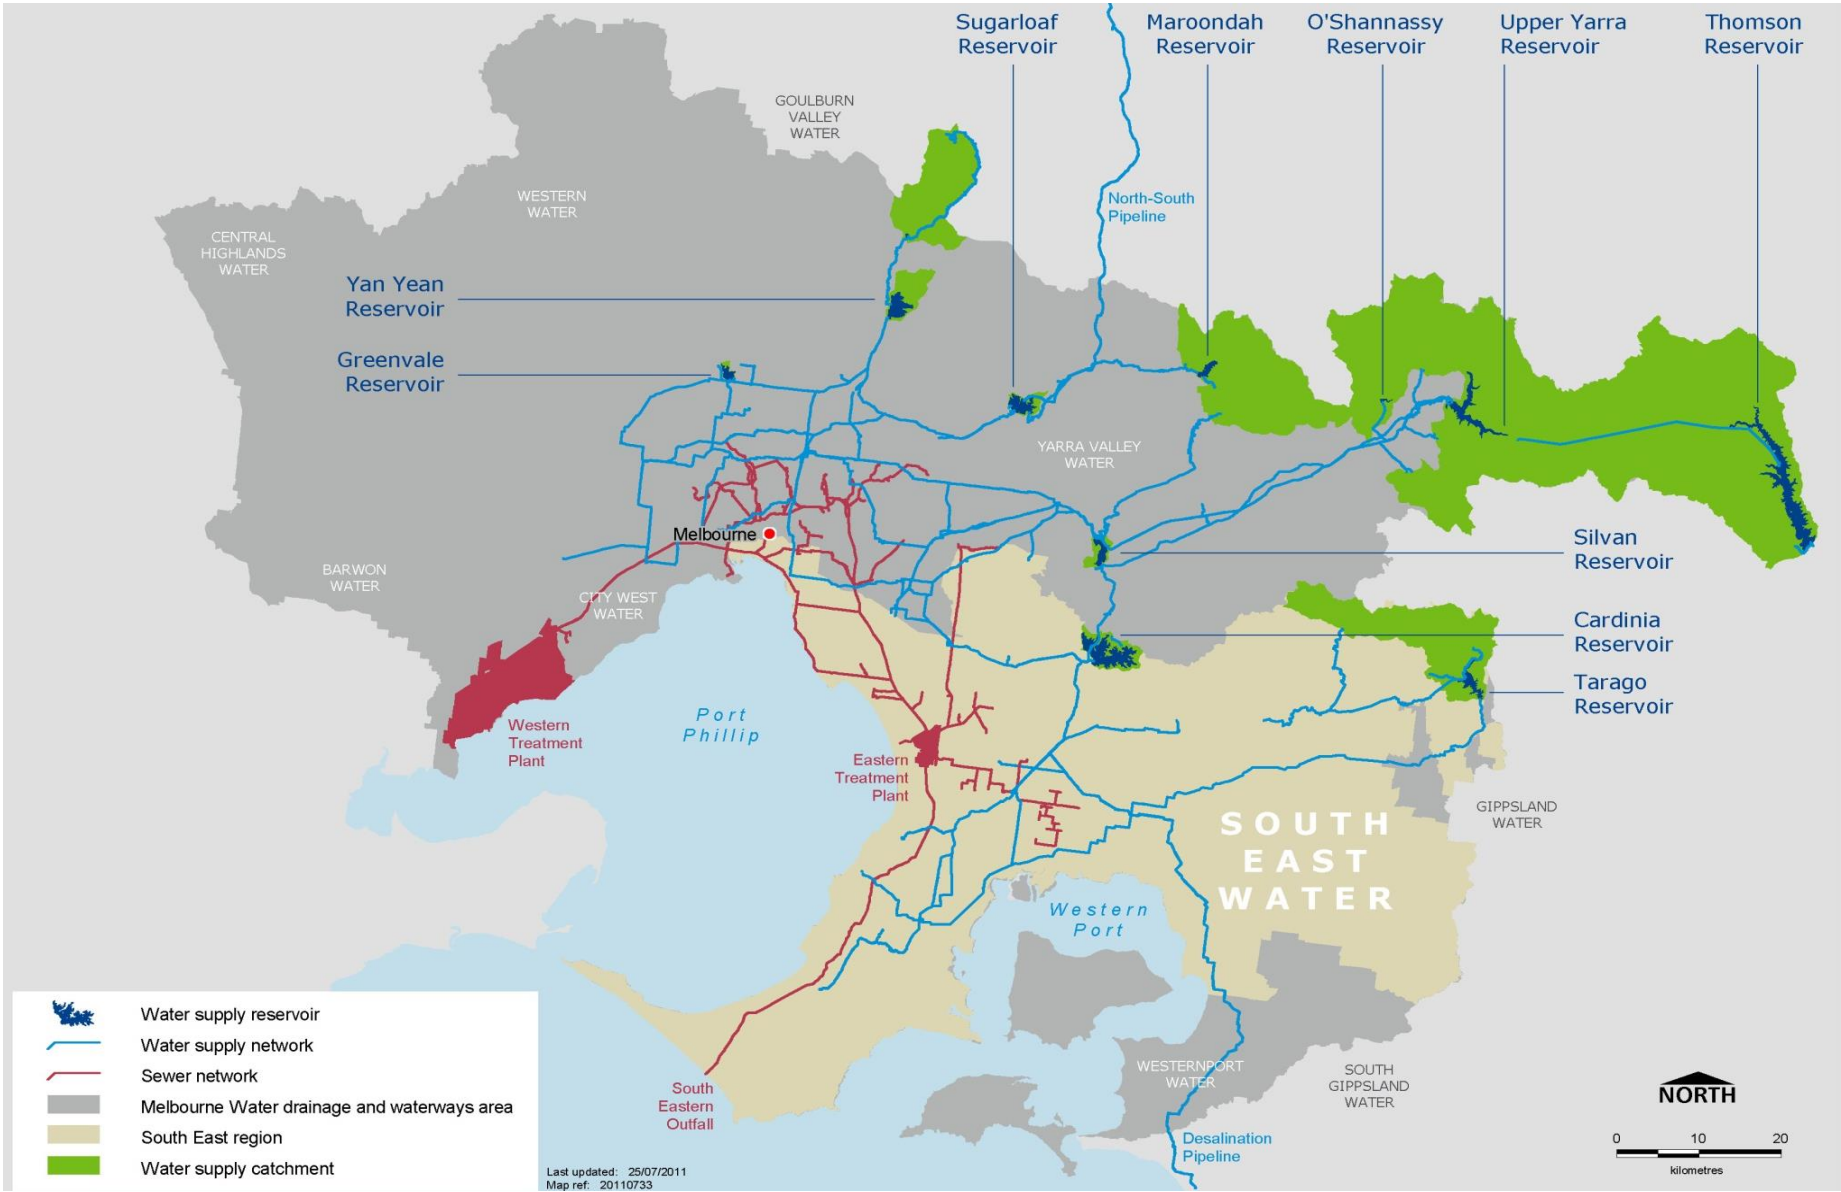 Sugarloaf
Reservoir
Maroondah
Reservoir
O'Shannassy
Reservoir
Upper Yarra
Reservoir
Thomson
Reservoir
GOULBURN
VALLEY
WATER
WESTERN
WATER
North-South
Pipeline
CENTRAL
HIGHLANDS
WATER
Yan Yean
Reservoir
Greenvale
Reservoir
YARRA VALLEY
WATER
Melbourne
Silvan
Reservoir
BARWON
WATER
CITY WEST
WATER
Cardinia
Reservoir
Tarago
Reservoir
Port
Phillip
Western
Treatment
Plant
Eastern
Treatment
Plant
SOUTH
EAST
WATER
GIPPSLAND
WATER
Western
Port
WESTERNPORT
WATER
SOUTH
GIPPSLAND
WATER
South
Eastern
Outfall
Desalination
Pipeline
Water supply reservoir
Water supply network
Sewer network
Melbourne Water drainage and waterways area
South East region
Water supply catchment
Last updated: 25/07/2011
Map ref: 20110733
NORTH
0 10 20
kilometres